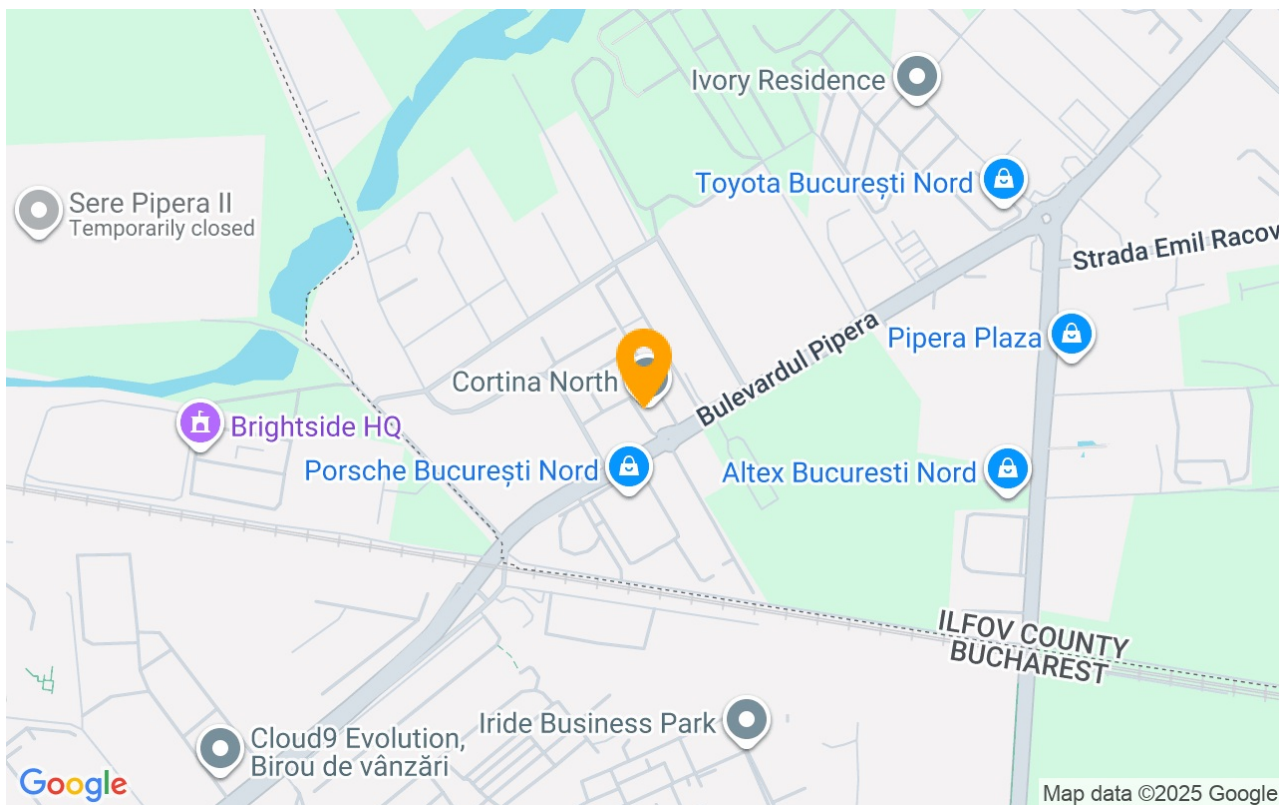 Ivory Residence
Toyota București Nord
Sere Pipera II
Temporarily closed
Strada Emil Racov
Bulevardul Pipera
Pipera Plaza
Cortina North
Brightside HQ
Porsche București Nord
Altex Bucuresti Nord
ILFOV COUNTY
BUCHAREST
Iride Business Park
Cloud9 Evolution,
Birou de vânzări
Google
Map data ©2025 Google